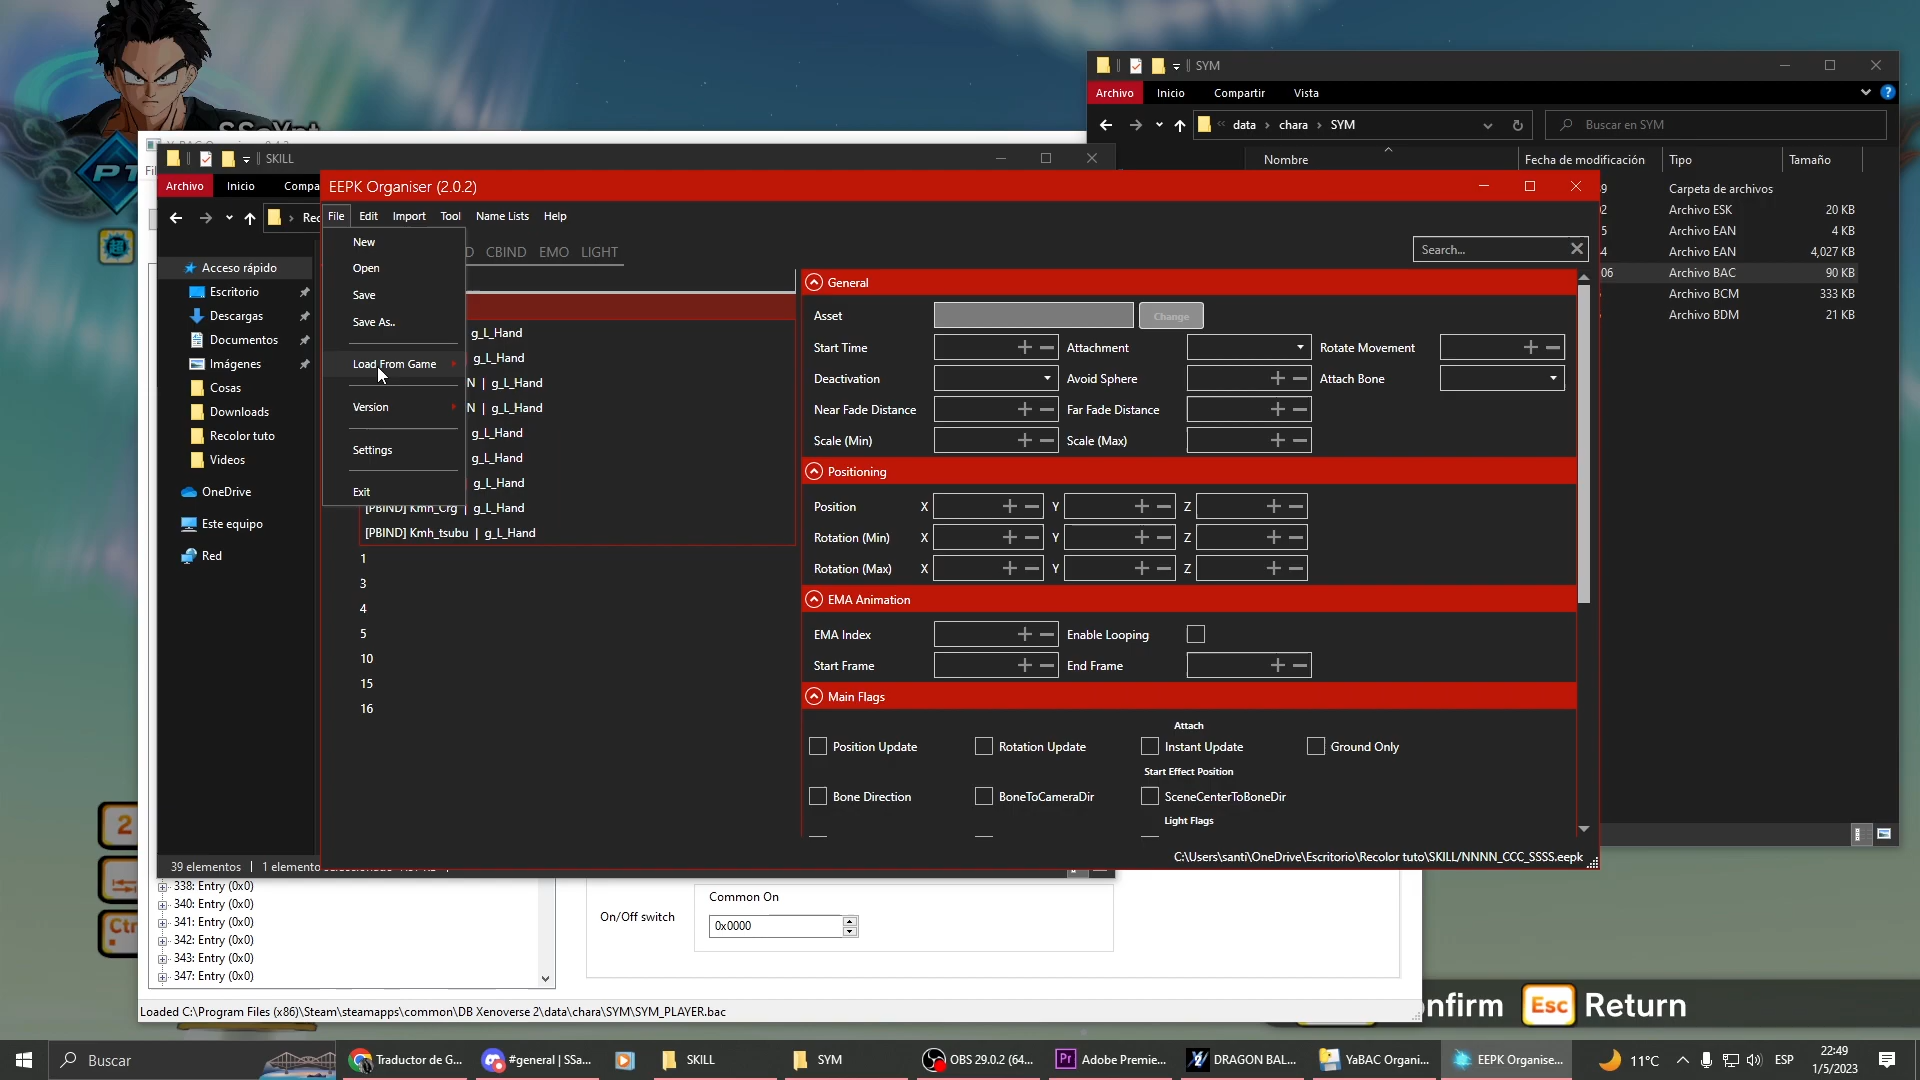 SYM
Archivo Inicio Compartir Vista
data > chara > SYM
Buscar en SYM
Nombre Fecha de modificación Tipo Tamaño
Carpeta de archivos
Archivo ESK 20 KB
Archivo EAN 4 KB
Archivo EAN 4,027 KB
06 Archivo BAC 90 KB
Archivo BCM 333 KB
Archivo BDM 21 KB
SKILL
Archivo Inicio Compa
Rec
Acceso rápido
Escritorio
Descargas
Documentos
Imágenes
Cosas
Downloads
Recolor tuto
Videos
OneDrive
Este equipo
Red
39 elementos
1 elemento
EEPK Organiser (2.0.2)
File Edit Import Tool Name Lists Help
New
Open
Save
Save As..
Load From Game
Version
Settings
Exit
D CBIND EMO LIGHT
Search...
g_L_Hand
g_L_Hand
N | g_L_Hand
N | g_L_Hand
g_L_Hand
g_L_Hand
g_L_Hand
[PBIND] Kmh_Crg | g_L_Hand
[PBIND] Kmh_tsubu | g_L_Hand
1
3
4
5
10
15
16
General
Asset Change
Start Time Attachment Rotate Movement
Deactivation Avoid Sphere Attach Bone
Near Fade Distance Far Fade Distance
Scale (Min) Scale (Max)
Positioning
Position X Y Z
Rotation (Min) X Y Z
Rotation (Max) X Y Z
EMA Animation
EMA Index Enable Looping
Start Frame End Frame
Main Flags
Attach
Position Update Rotation Update Instant Update Ground Only
Start Effect Position
Bone Direction BoneToCameraDir SceneCenterToBoneDir
Light Flags
C:\Users\santi\OneDrive\Escritorio\Recolor tuto\SKILL/NNNN_CCC_SSSS.eepk
338: Entry (0x0)
340: Entry (0x0)
341: Entry (0x0)
342: Entry (0x0)
343: Entry (0x0)
347: Entry (0x0)
Common On
On/Off switch 0x0000
Loaded C:\Program Files (x86)\Steam\steamapps\common\DB Xenoverse 2\data\chara\SYM\SYM_PLAYER.bac
2
Ctr
nfirm Esc Return
Buscar
Traductor de G...
#general | SSa...
SKILL
SYM
OBS 29.0.2 (64...
Pr Adobe Premie...
DRAGON BAL...
YaBAC Organi...
EEPK Organise...
11°C
ESP
22:49
1/5/2023